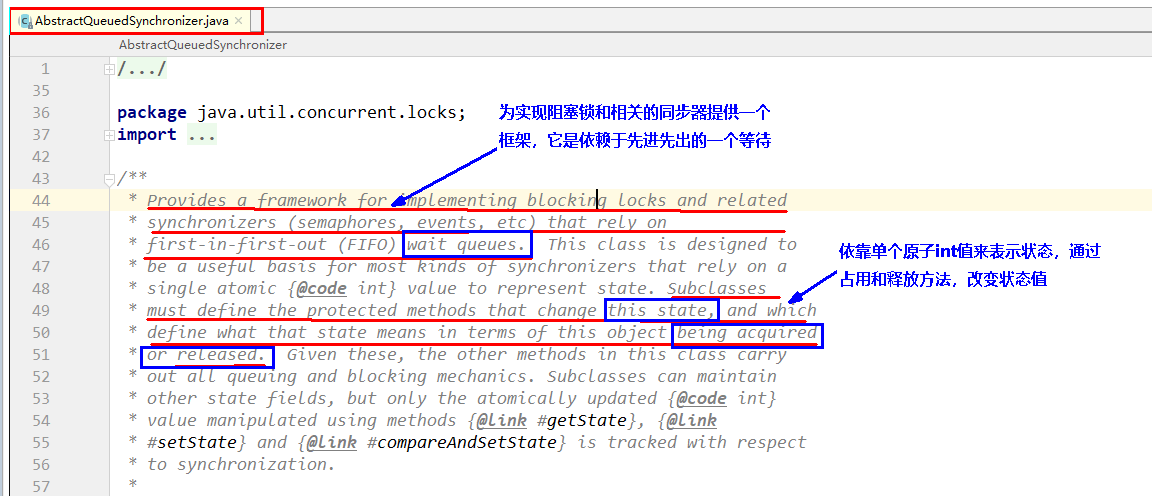 AbstractQueuedSynchronizer.java ×
AbstractQueuedSynchronizer
1 /.../
35
36 package java.util.concurrent.locks;
37 import ...
42
43 /**
44 * Provides a framework for implementing blocking locks and related
45 * synchronizers (semaphores, events, etc) that rely on
46 * first-in-first-out (FIFO) wait queues.  This class is designed to
47 * be a useful basis for most kinds of synchronizers that rely on a
48 * single atomic {@code int} value to represent state. Subclasses
49 * must define the protected methods that change this state, and which
50 * define what that state means in terms of this object being acquired
51 * or released.  Given these, the other methods in this class carry
52 * out all queuing and blocking mechanics. Subclasses can maintain
53 * other state fields, but only the atomically updated {@code int}
54 * value manipulated using methods {@link #getState}, {@link
55 * #setState} and {@link #compareAndSetState} is tracked with respect
56 * to synchronization.
57 *
为实现阻塞锁和相关的同步器提供一个
框架，它是依赖于先进先出的一个等待
依靠单个原子int值来表示状态，通过
占用和释放方法，改变状态值